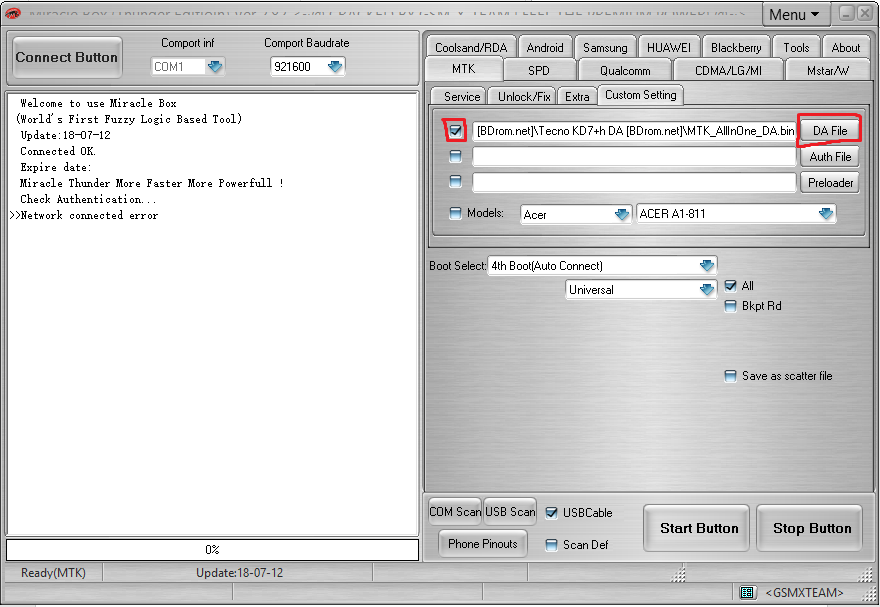 Menu
Connect Button
Comport inf
Comport Baudrate
COM1
921600
Welcome to use Miracle Box
(World's First Fuzzy Logic Based Tool)
Update:18-07-12
Connected OK.
Expire date:
Miracle Thunder More Faster More Powerfull !
Check Authentication...
>>Network connected error
0%
Coolsand/RDA Android Samsung HUAWEI Blackberry Tools About
MTK SPD Qualcomm CDMA/LG/MI Mstar/W
Service Unlock/Fix Extra Custom Setting
[BDrom.net]\Tecno KD7+h DA [BDrom.net]\MTK_AllInOne_DA.bin DA File
Auth File
Preloader
Models: Acer ACER A1-811
Boot Select: 4th Boot(Auto Connect)
Universal All
Bkpt Rd
Save as scatter file
COM Scan USB Scan USBCable
Phone Pinouts Scan Def
Start Button Stop Button
Ready(MTK) Update:18-07-12
<GSMXTEAM>